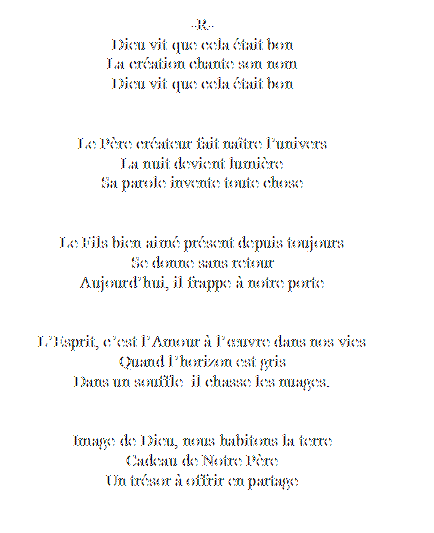 -R-
Dieu vit que cela était bon
La création chante son nom
Dieu vit que cela était bon
Le Père créateur fait naître l'univers
La nuit devient lumière
Sa parole invente toute chose
Le Fils bien aimé présent depuis toujours
Se donne sans retour
Aujourd'hui, il frappe à notre porte
L'Esprit, c'est l'Amour à l'œuvre dans nos vies
Quand l'horizon est gris
Dans un souffle il chasse les nuages.
Image de Dieu, nous habitons la terre
Cadeau de Notre Père
Un trésor à offrir en partage